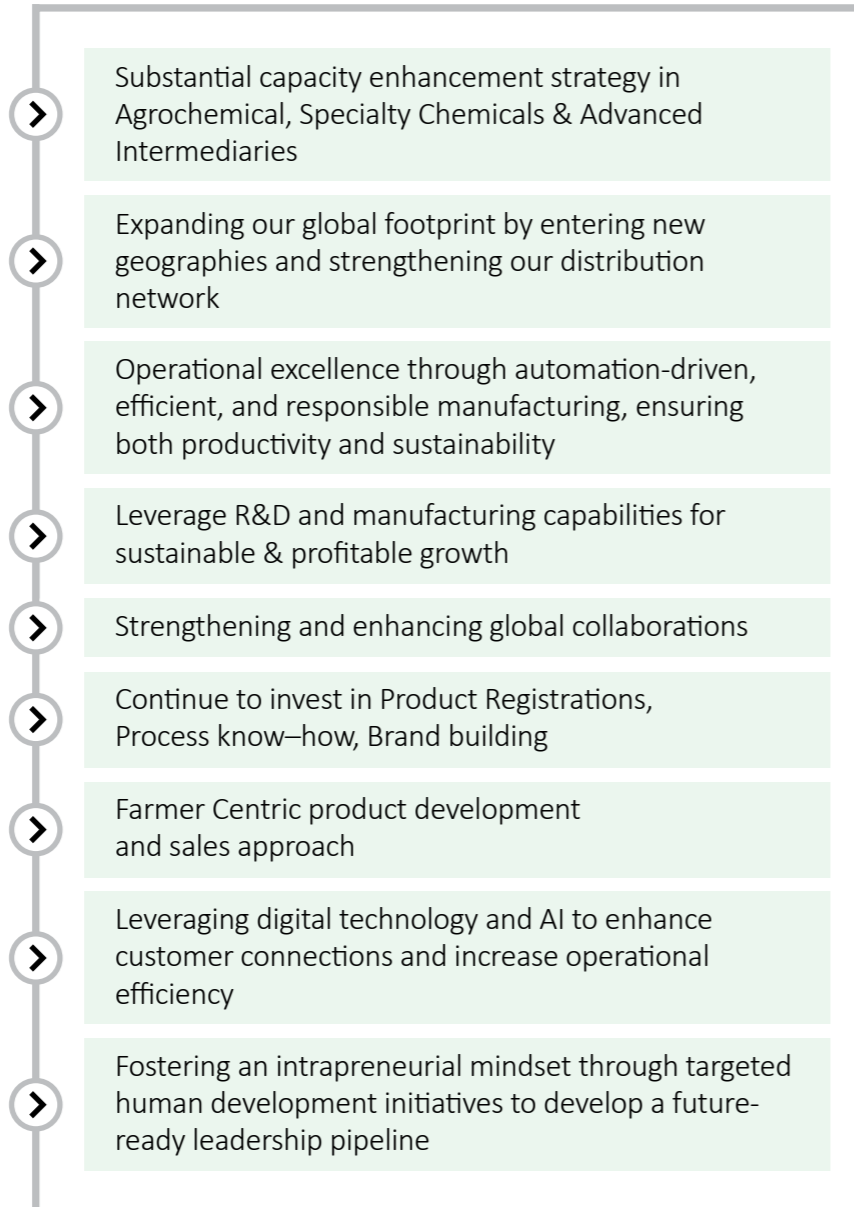 Substantial capacity enhancement strategy in
Agrochemical, Specialty Chemicals & Advanced
Intermediaries
Expanding our global footprint by entering new
geographies and strengthening our distribution
network
Operational excellence through automation-driven,
efficient, and responsible manufacturing, ensuring
both productivity and sustainability
Leverage R&D and manufacturing capabilities for
sustainable & profitable growth
Strengthening and enhancing global collaborations
Continue to invest in Product Registrations,
Process know–how, Brand building
Farmer Centric product development
and sales approach
Leveraging digital technology and AI to enhance
customer connections and increase operational
efficiency
Fostering an intrapreneurial mindset through targeted
human development initiatives to develop a future-
ready leadership pipeline